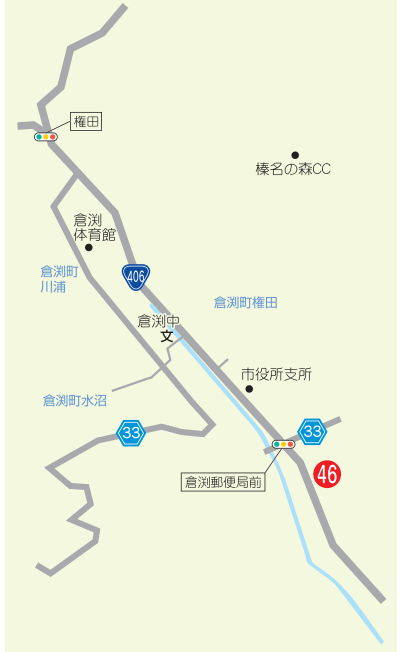 権田
榛名の森CC
倉渕
体育館
倉渕町
川浦
406
倉渕町権田
倉渕中
文
市役所支所
倉渕町水沼
33
33
46
倉渕郵便局前